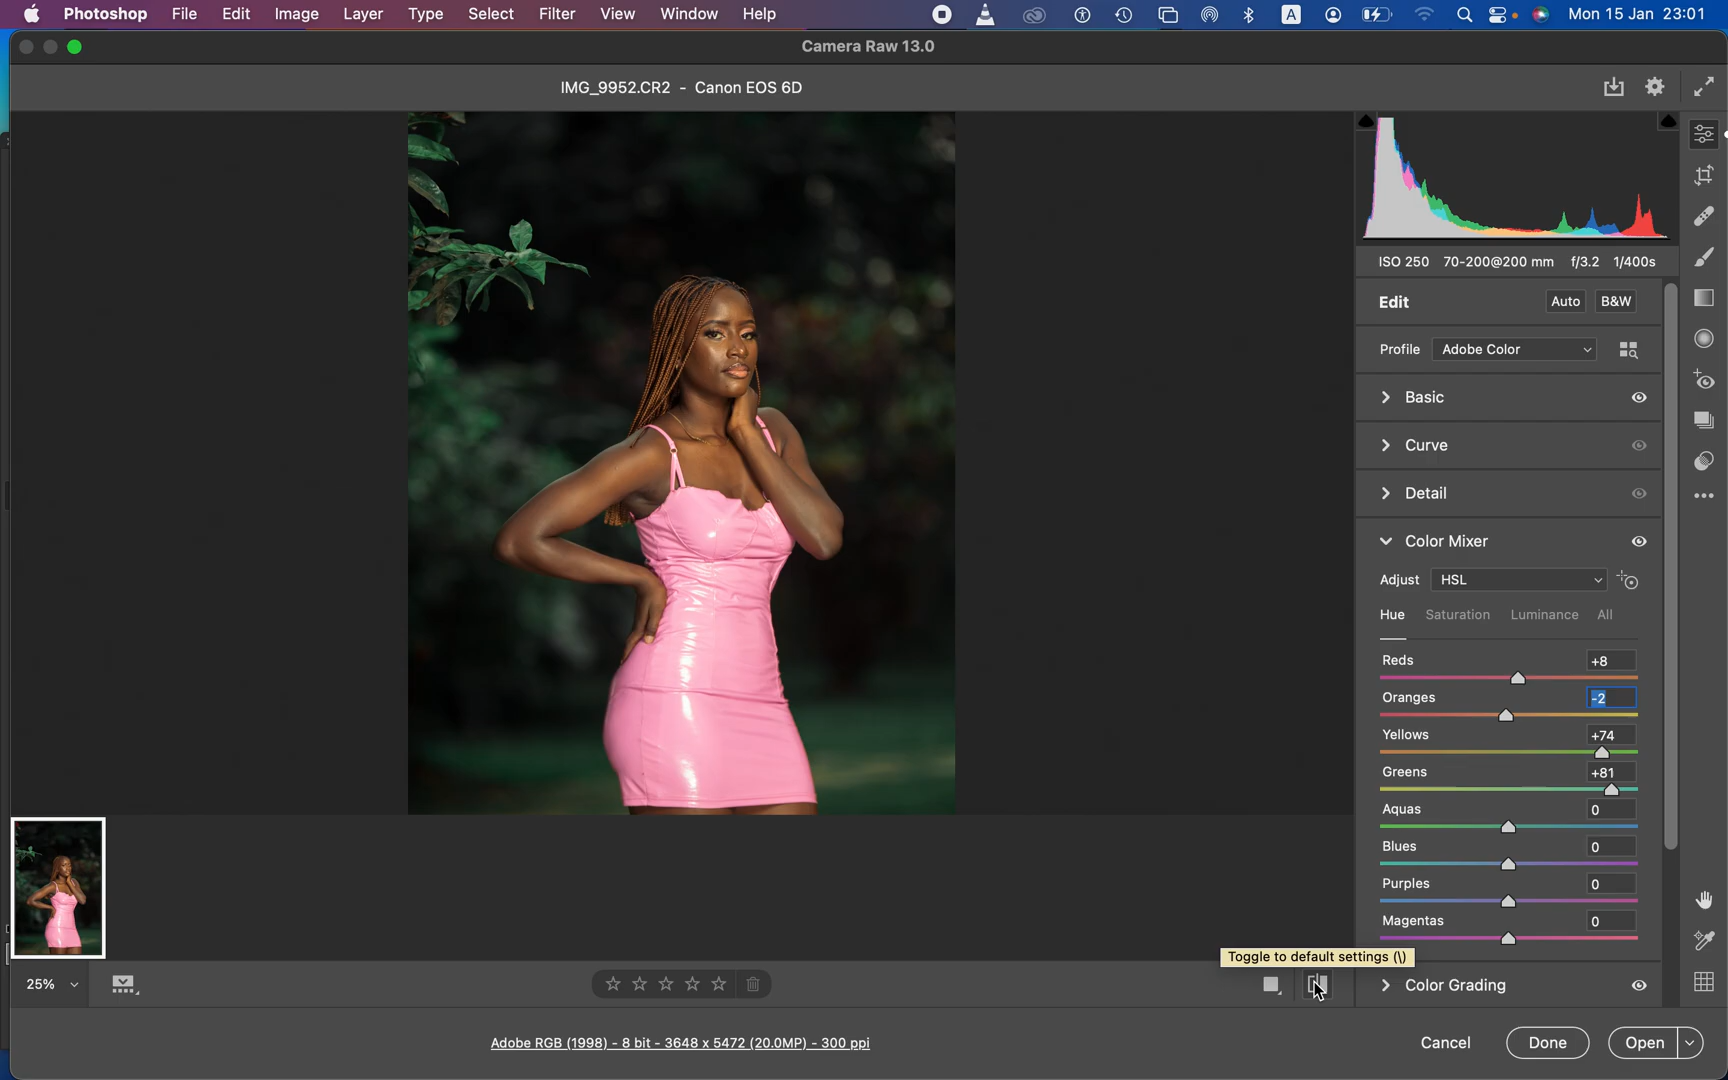 Photoshop File Edit Image Layer Type Select Filter View Window Help A Mon 15 Jan 23:01
Camera Raw 13.0
IMG_9952.CR2 - Canon EOS 6D
ISO 250 70-200@200 mm f/3.2 1/400s
Edit Auto B&W
Profile Adobe Color
Basic
Curve
Detail
Color Mixer
Adjust HSL
Hue Saturation Luminance All
Reds +8
Oranges -2
Yellows +74
Greens +81
Aquas 0
Blues 0
Purples 0
Magentas 0
Toggle to default settings (\)
25% Color Grading
Adobe RGB (1998) - 8 bit - 3648 x 5472 (20.0MP) - 300 ppi Cancel Done Open